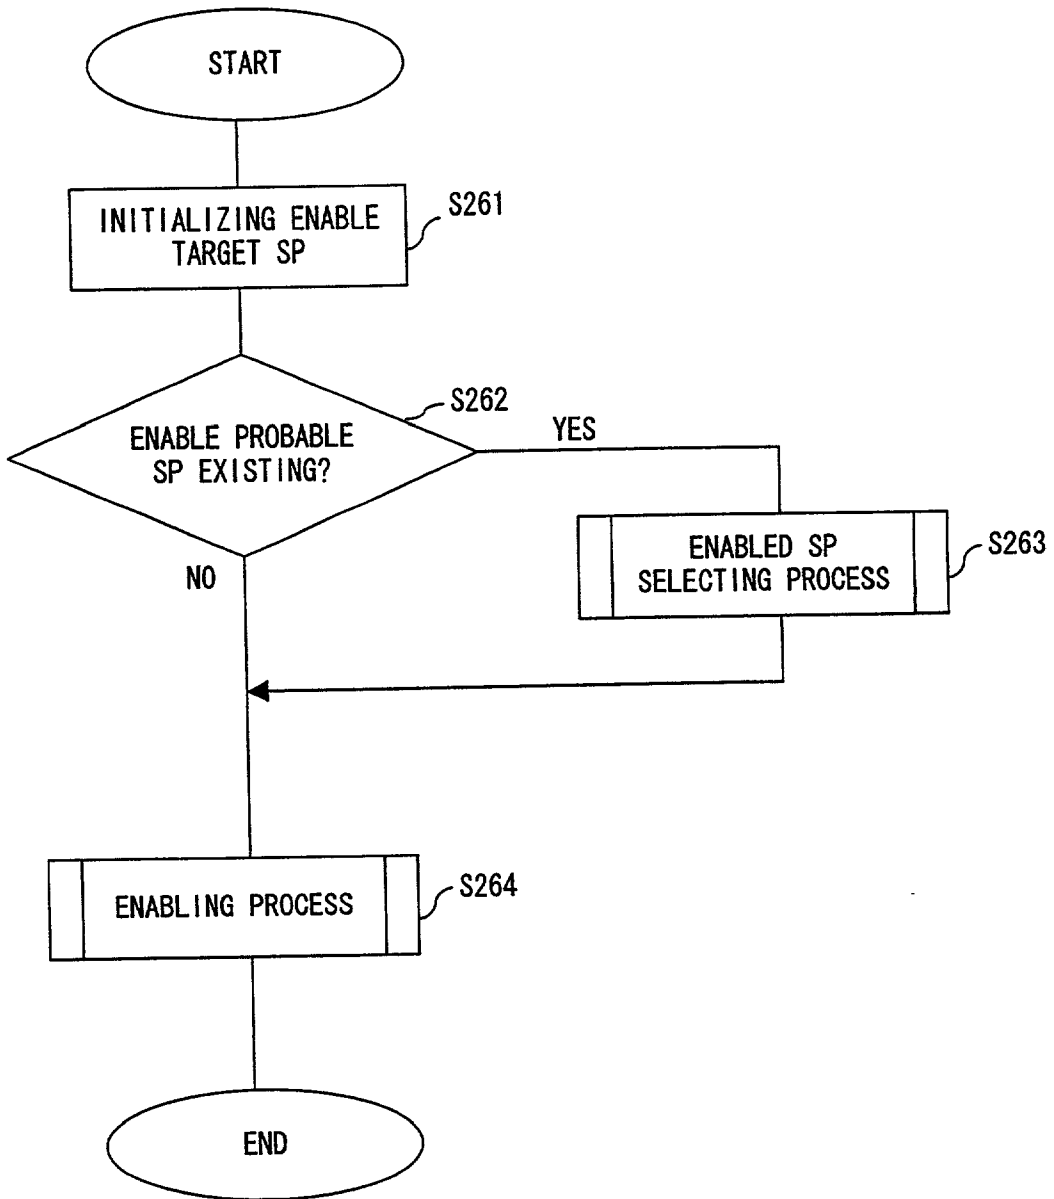 START
INITIALIZING ENABLE
TARGET SP
S261
ENABLE PROBABLE
SP EXISTING?
S262
YES
NO
ENABLED SP
SELECTING PROCESS
S263
ENABLING PROCESS
S264
END